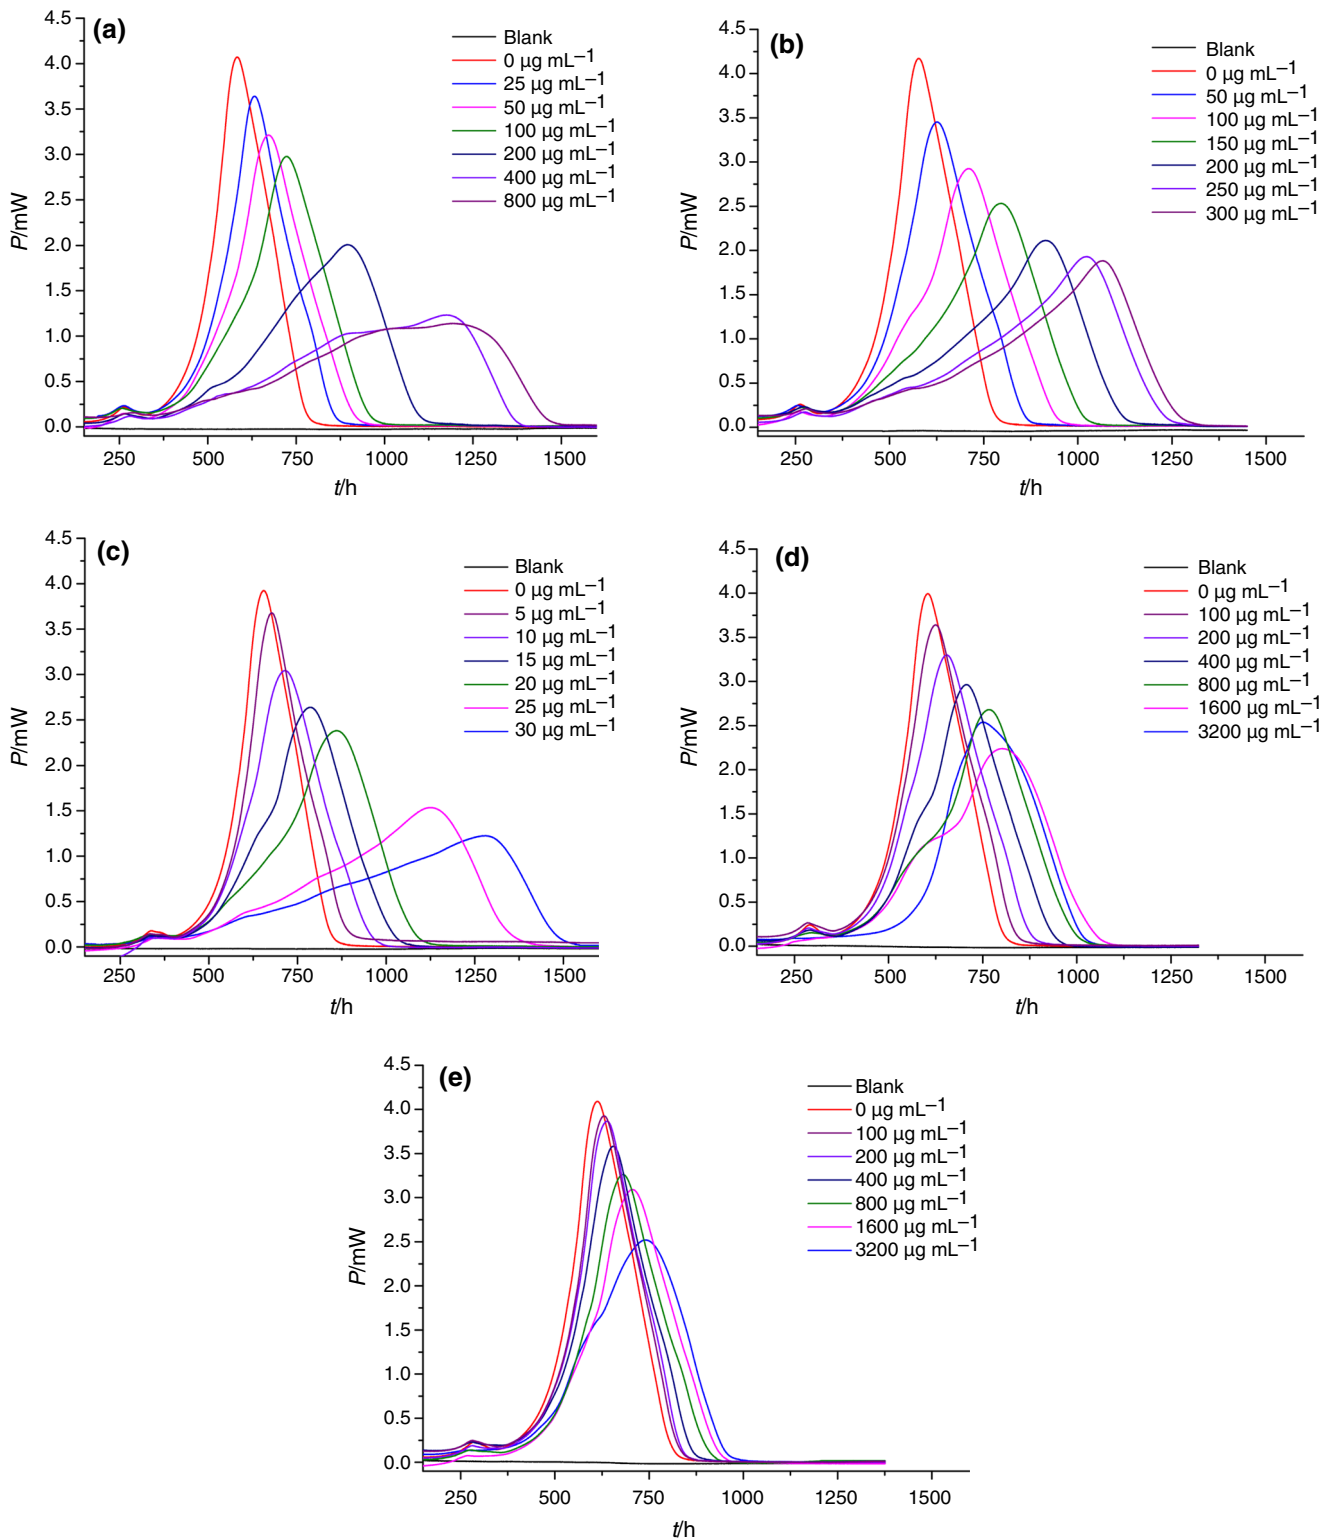 (a)
Blank
0 µg mL−1
25 µg mL−1
50 µg mL−1
100 µg mL−1
200 µg mL−1
400 µg mL−1
800 µg mL−1
4.5
4.0
3.5
3.0
2.5
2.0
1.5
1.0
0.5
0.0
P/mW
250 500 750 1000 1250 1500
t/h
(b)
Blank
0 µg mL−1
50 µg mL−1
100 µg mL−1
150 µg mL−1
200 µg mL−1
250 µg mL−1
300 µg mL−1
4.5
4.0
3.5
3.0
2.5
2.0
1.5
1.0
0.5
0.0
P/mW
250 500 750 1000 1250 1500
t/h
(c)
Blank
0 µg mL−1
5 µg mL−1
10 µg mL−1
15 µg mL−1
20 µg mL−1
25 µg mL−1
30 µg mL−1
4.5
4.0
3.5
3.0
2.5
2.0
1.5
1.0
0.5
0.0
P/mW
250 500 750 1000 1250 1500
t/h
(d)
Blank
0 µg mL−1
100 µg mL−1
200 µg mL−1
400 µg mL−1
800 µg mL−1
1600 µg mL−1
3200 µg mL−1
4.5
4.0
3.5
3.0
2.5
2.0
1.5
1.0
0.5
0.0
P/mW
250 500 750 1000 1250 1500
t/h
(e)
Blank
0 µg mL−1
100 µg mL−1
200 µg mL−1
400 µg mL−1
800 µg mL−1
1600 µg mL−1
3200 µg mL−1
4.5
4.0
3.5
3.0
2.5
2.0
1.5
1.0
0.5
0.0
P/mW
250 500 750 1000 1250 1500
t/h